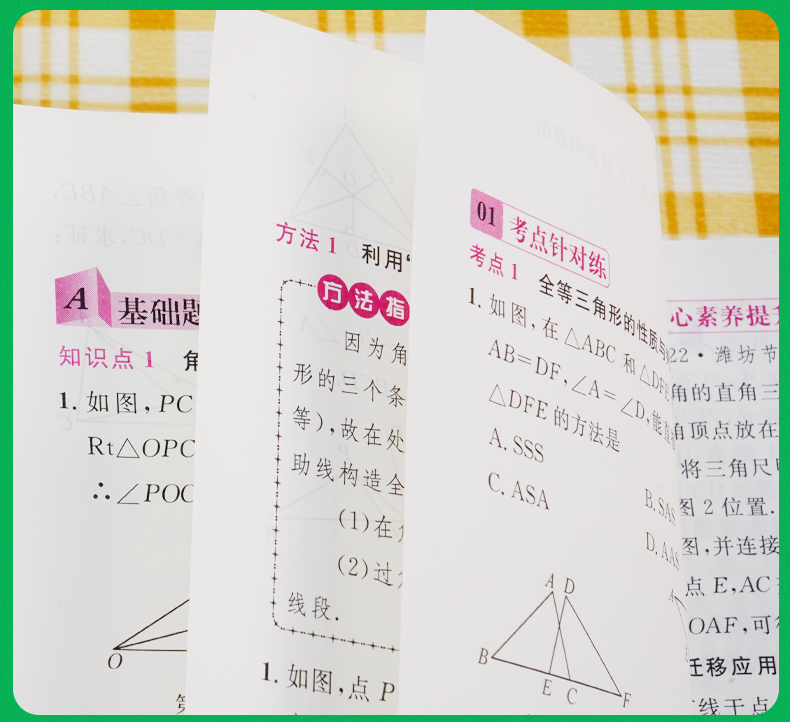 A 基础题
知识点 1 角
1. 如图, PC
Rt△OPC
∴∠POC
O
方法 1 利用“
方法指
因为角
形的三个条
等),故在处
助线构造全
(1)在
(2)过
线段.
1. 如图,点 P
01 考点针对练
考点 1 全等三角形的性质与
1. 如图,在 △ABC 和 △DFE
AB=DF,∠A=∠D,能直
△DFE 的方法是
A. SSS
B. SAS
C. ASA
D. AAS
A D
B E C F
心素养提升
22·潍坊节
角的直角三
角顶点放在
将三角尺
图 2 位置.
图,并连接
点 E,AC
OAF,可
迁移应用
线于点